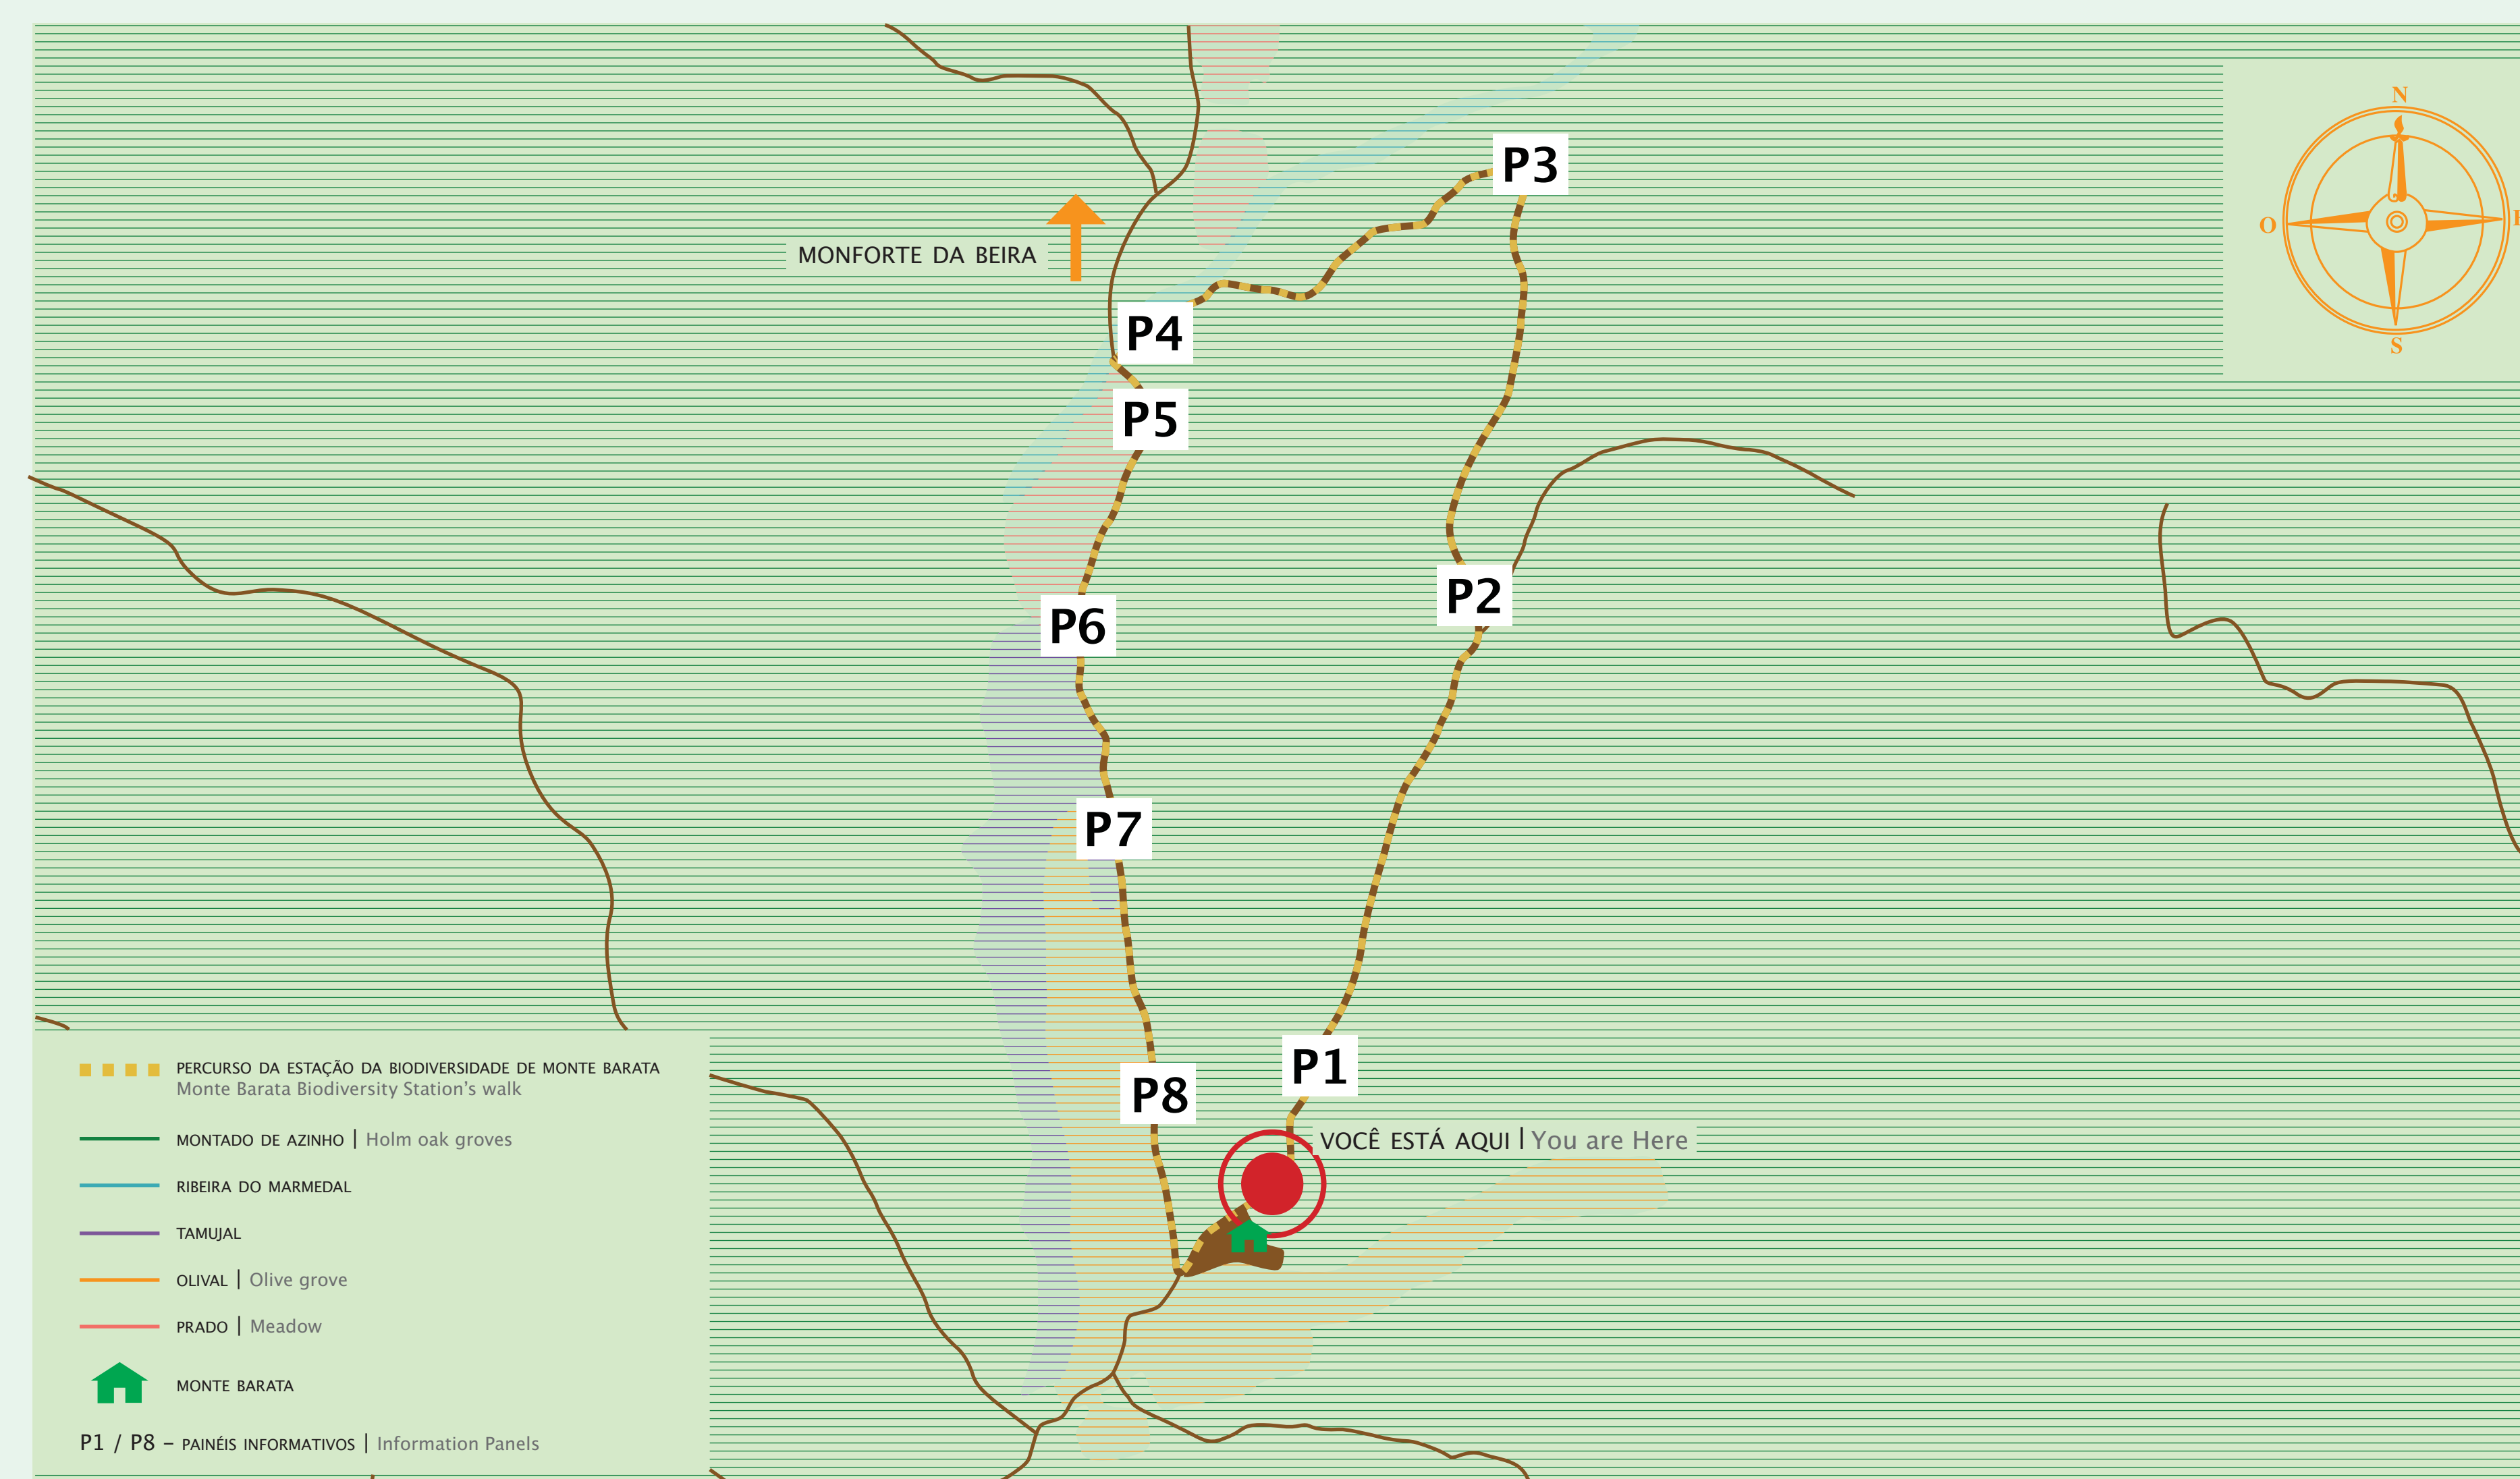 N
O
E
S
P3
MONFORTE DA BEIRA
P4
P5
P2
P6
P7
P1
P8
VOCÊ ESTÁ AQUI | You are Here
PERCURSO DA ESTAÇÃO DA BIODIVERSIDADE DE MONTE BARATA
Monte Barata Biodiversity Station’s walk
MONTADO DE AZINHO | Holm oak groves
RIBEIRA DO MARMEDAL
TAMUJAL
OLIVAL | Olive grove
PRADO | Meadow
MONTE BARATA
P1 / P8 – PAINÉIS INFORMATIVOS | Information Panels